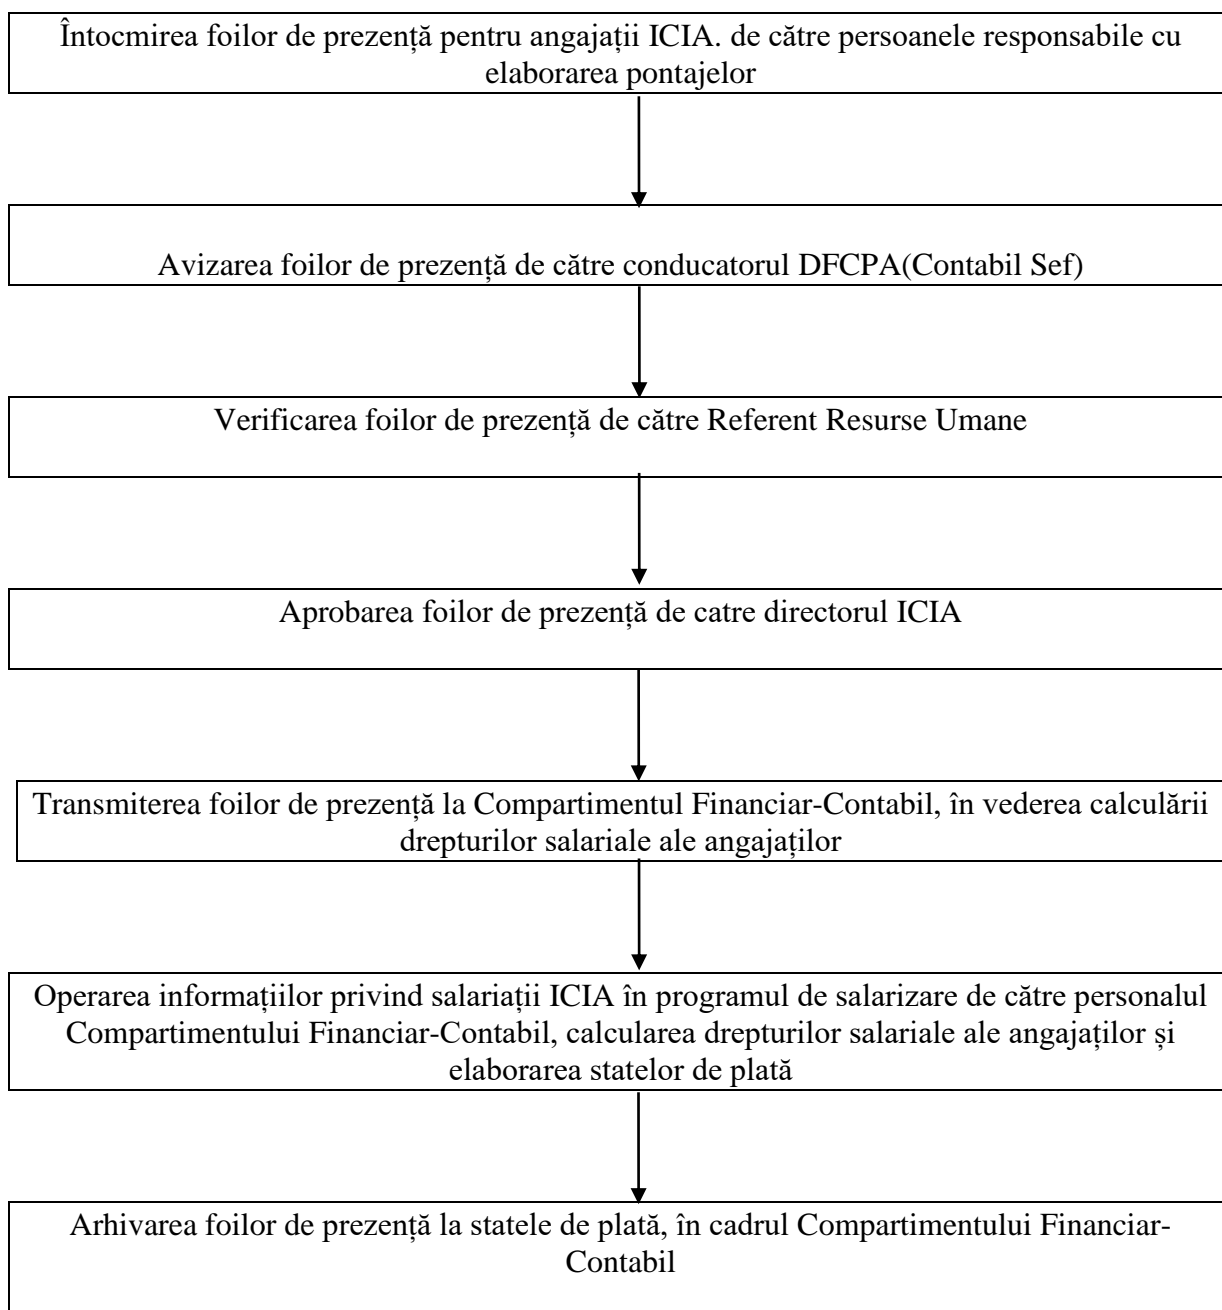 Întocmirea foilor de prezență pentru angajații ICIA. de către persoanele responsabile cu
elaborarea pontajelor
Avizarea foilor de prezență de către conducatorul DFCPA(Contabil Sef)
Verificarea foilor de prezență de către Referent Resurse Umane
Aprobarea foilor de prezență de catre directorul ICIA
Transmiterea foilor de prezență la Compartimentul Financiar-Contabil, în vederea calculării
drepturilor salariale ale angajaților
Operarea informațiilor privind salariații ICIA în programul de salarizare de către personalul
Compartimentului Financiar-Contabil, calcularea drepturilor salariale ale angajaților și
elaborarea statelor de plată
Arhivarea foilor de prezență la statele de plată, în cadrul Compartimentului Financiar-
Contabil